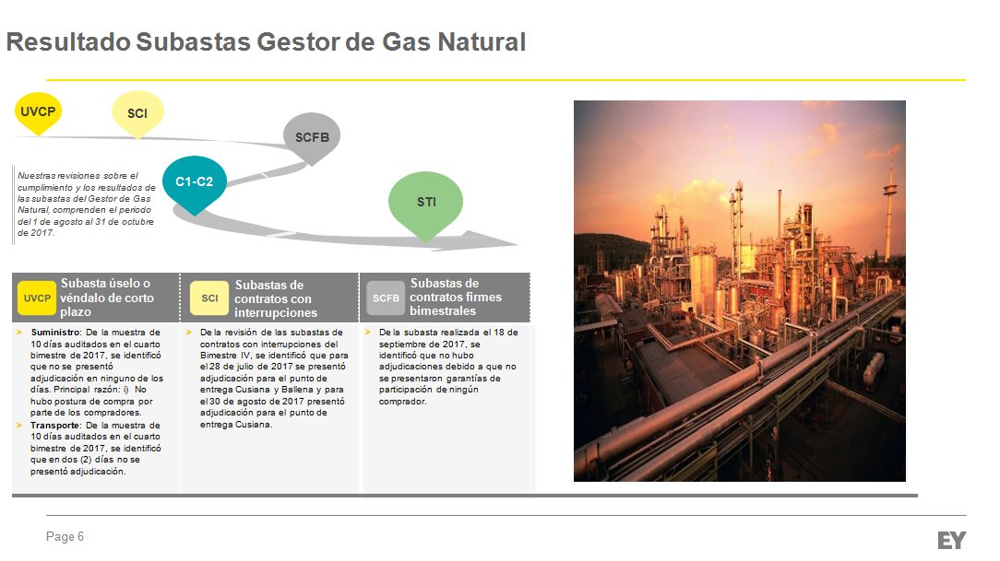 Resultado Subastas Gestor de Gas Natural
UVCP
SCI
SCFB
C1-C2
STI
Nuestras revisiones sobre el
cumplimiento y los resultados de
las subastas del Gestor de Gas
Natural, comprenden el periodo
del 1 de agosto al 31 de octubre
de 2017.
UVCP
Subasta úselo o
véndalo de corto
plazo
SCI
Subastas de
contratos con
interrupciones
SCFB
Subastas de
contratos firmes
bimestrales
Suministro: De la muestra de
10 días auditados en el cuarto
bimestre de 2017, se identificó
que no se presentó
adjudicación en ninguno de los
días. Principal razón: i) No
hubo postura de compra por
parte de los compradores.
Transporte: De la muestra de
10 días auditados en el cuarto
bimestre de 2017, se identificó
que en dos (2) días no se
presentó adjudicación.
De la revisión de las subastas de
contratos con interrupciones del
Bimestre IV, se identificó que para
el 28 de julio de 2017 se presentó
adjudicación para el punto de
entrega Cusiana y Ballena y para
el 30 de agosto de 2017 presentó
adjudicación para el punto de
entrega Cusiana.
De la subasta realizada el 18 de
septiembre de 2017, se
identificó que no hubo
adjudicaciones debido a que no
se presentaron garantías de
participación de ningún
comprador.
Page 6
EY